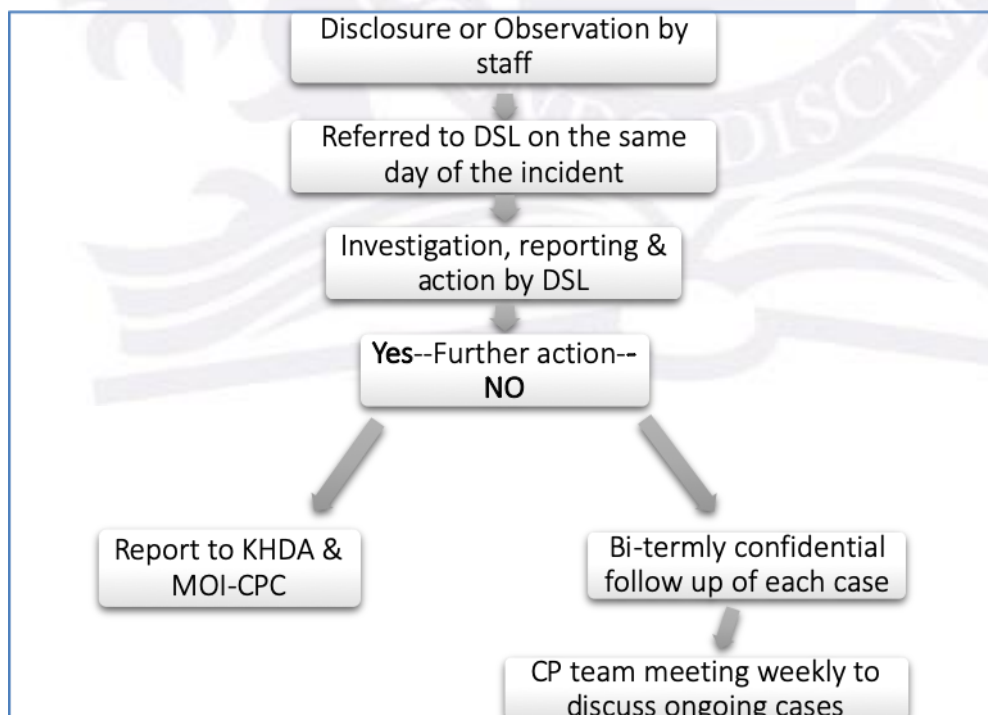 Disclosure or Observation by
staff
Referred to DSL on the same
day of the incident
Investigation, reporting &
action by DSL
Yes--Further action--
NO
Report to KHDA &
MOI-CPC
Bi-termly confidential
follow up of each case
CP team meeting weekly to
discuss ongoing cases
DISCIM